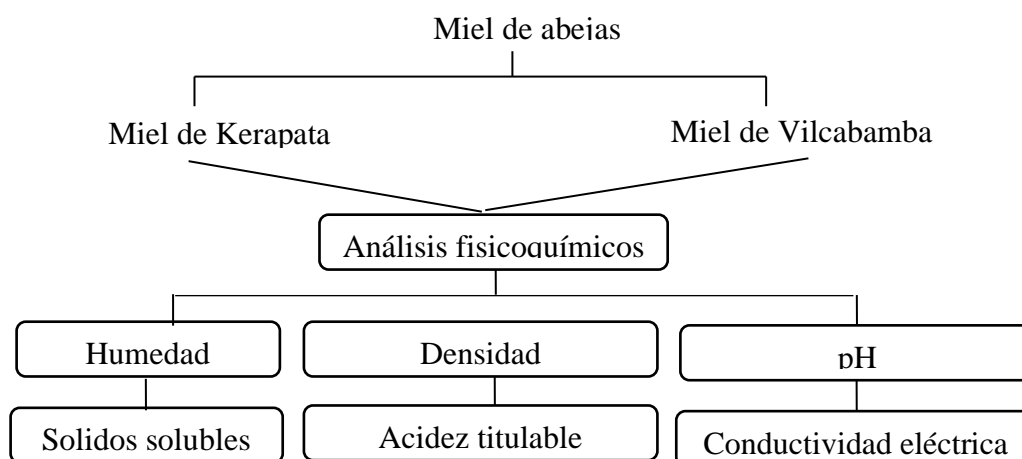 Miel de abejas
Miel de Kerapata
Miel de Vilcabamba
Análisis fisicoquímicos
Humedad
Densidad
pH
Solidos solubles
Acidez titulable
Conductividad eléctrica